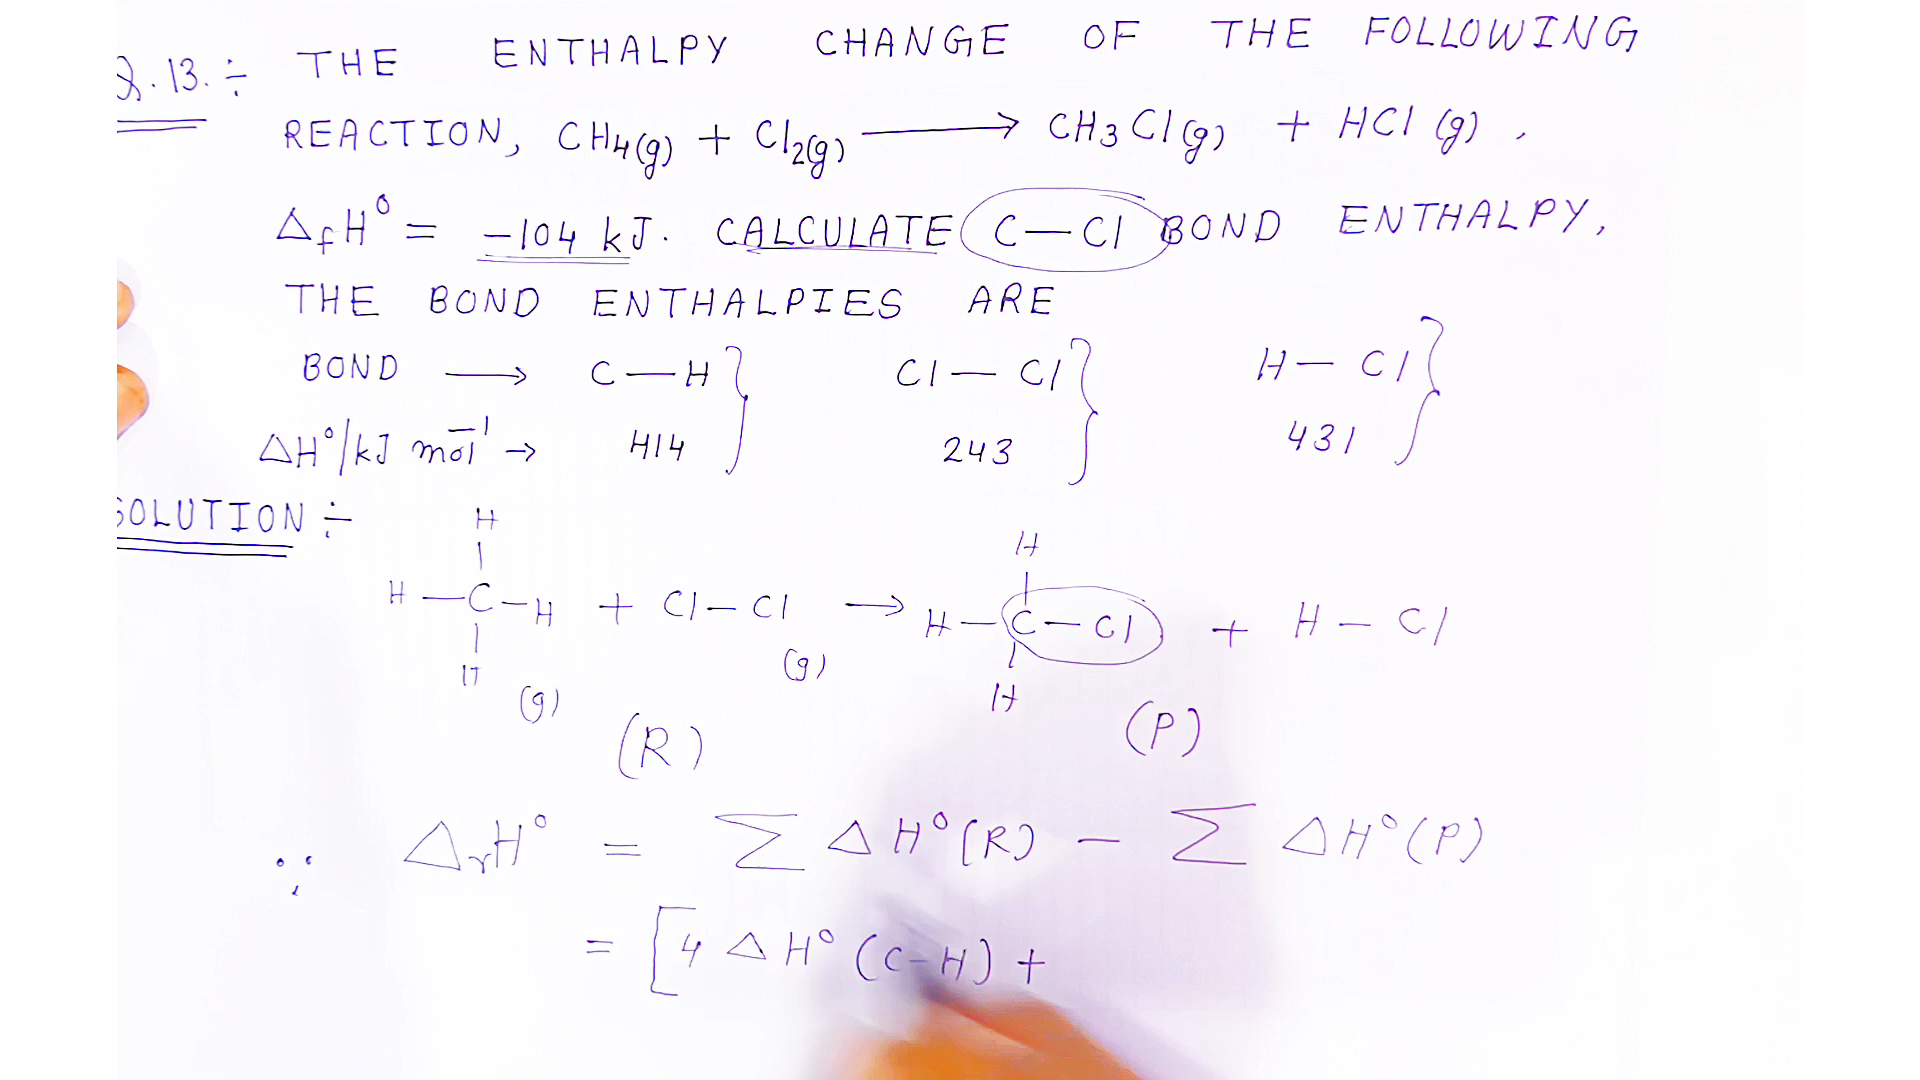 Q.13.÷ THE ENTHALPY CHANGE OF THE FOLLOWING
REACTION, CH4(g) + Cl2(g) ⟶ CH3Cl(g) + HCl (g) .
ΔfH° = -104 kJ. CALCULATE C—Cl BOND ENTHALPY,
THE BOND ENTHALPIES ARE
BOND ⟶ C—H } Cl—Cl } H—Cl }
ΔH°/kJ mol⁻¹ → 414 243 431
SOLUTION ÷
H H
H—C—H + Cl—Cl → H—C—Cl + H—Cl
(g)
H H
(g)
(R) (P)
∵ ΔrH° = Σ ΔH°(R) - Σ ΔH°(P)
= [4 ΔH° (C-H) +